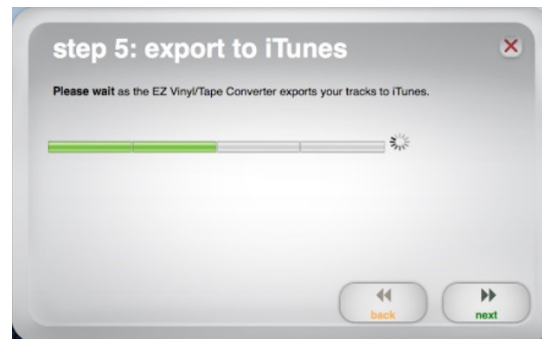 step 5: export to iTunes
Please wait as the EZ Vinyl/Tape Converter exports your tracks to iTunes.
back
next